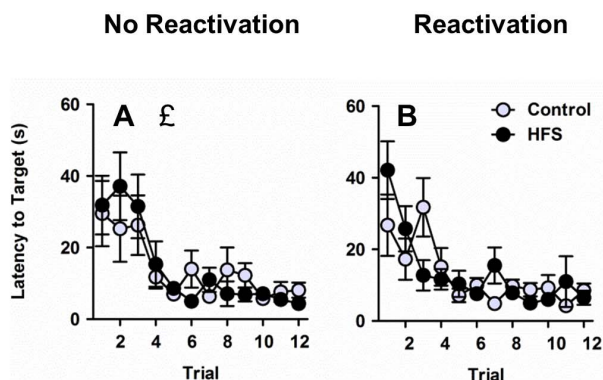 No Reactivation
Reactivation
A £
B
Control
HFS
Latency to Target (s)
60
40
20
0
2 4 6 8 10 12
Trial
60
40
20
0
2 4 6 8 10 12
Trial